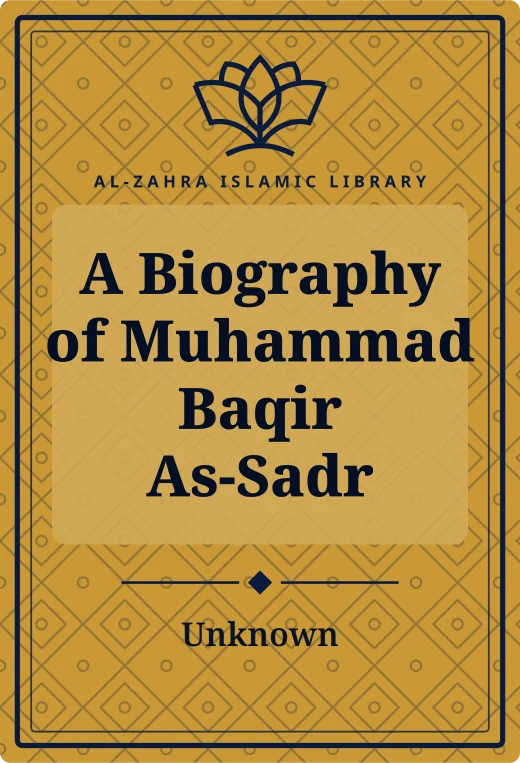 AL-ZAHRA ISLAMIC LIBRARY
A Biography
of Muhammad
Baqir
As-Sadr
Unknown